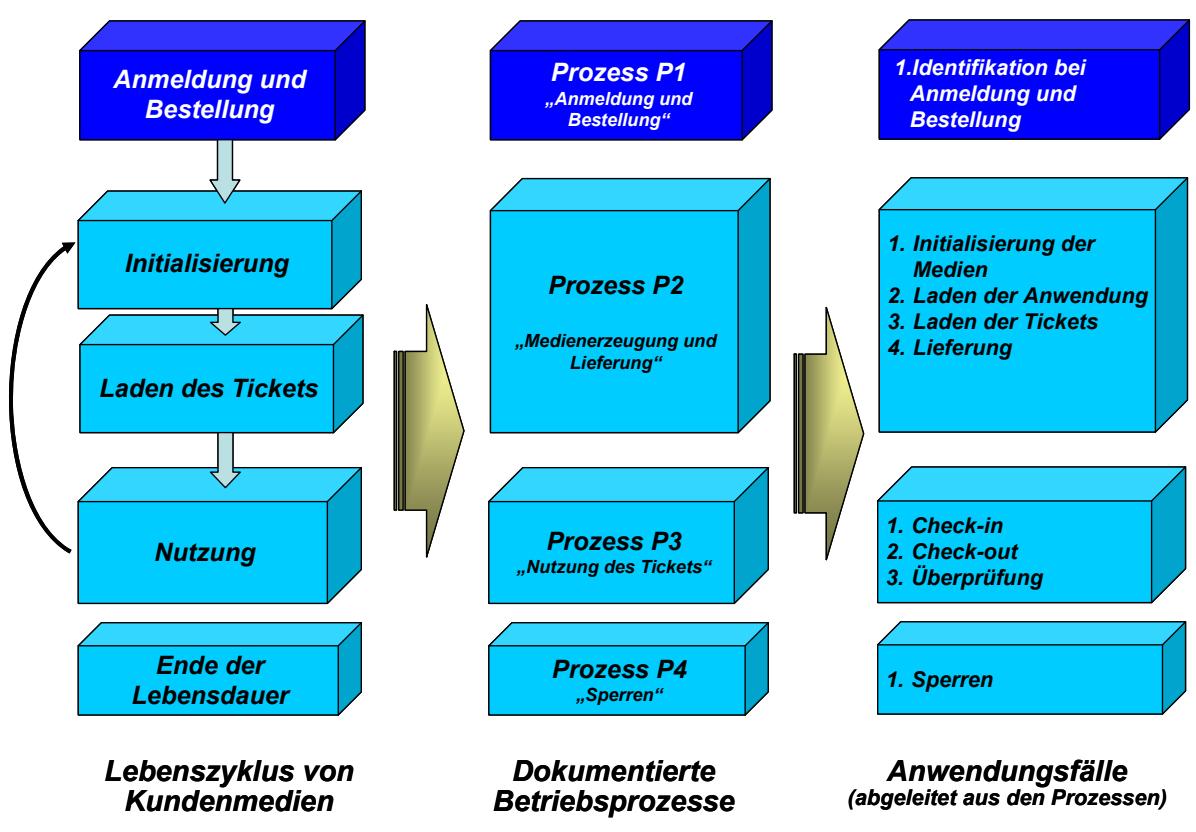 Anmeldung und
Bestellung
Initialisierung
Laden des Tickets
Nutzung
Ende der
Lebensdauer
Lebenszyklus von
Kundenmedien
Prozess P1
„Anmeldung und
Bestellung“
Prozess P2
„Medienerzeugung und
Lieferung“
Prozess P3
„Nutzung des Tickets“
Prozess P4
„Sperren“
Dokumentierte
Betriebsprozesse
1.Identifikation bei
Anmeldung und
Bestellung
1. Initialisierung der
Medien
2. Laden der Anwendung
3. Laden der Tickets
4. Lieferung
1. Check-in
2. Check-out
3. Überprüfung
1. Sperren
Anwendungsfälle
(abgeleitet aus den Prozessen)